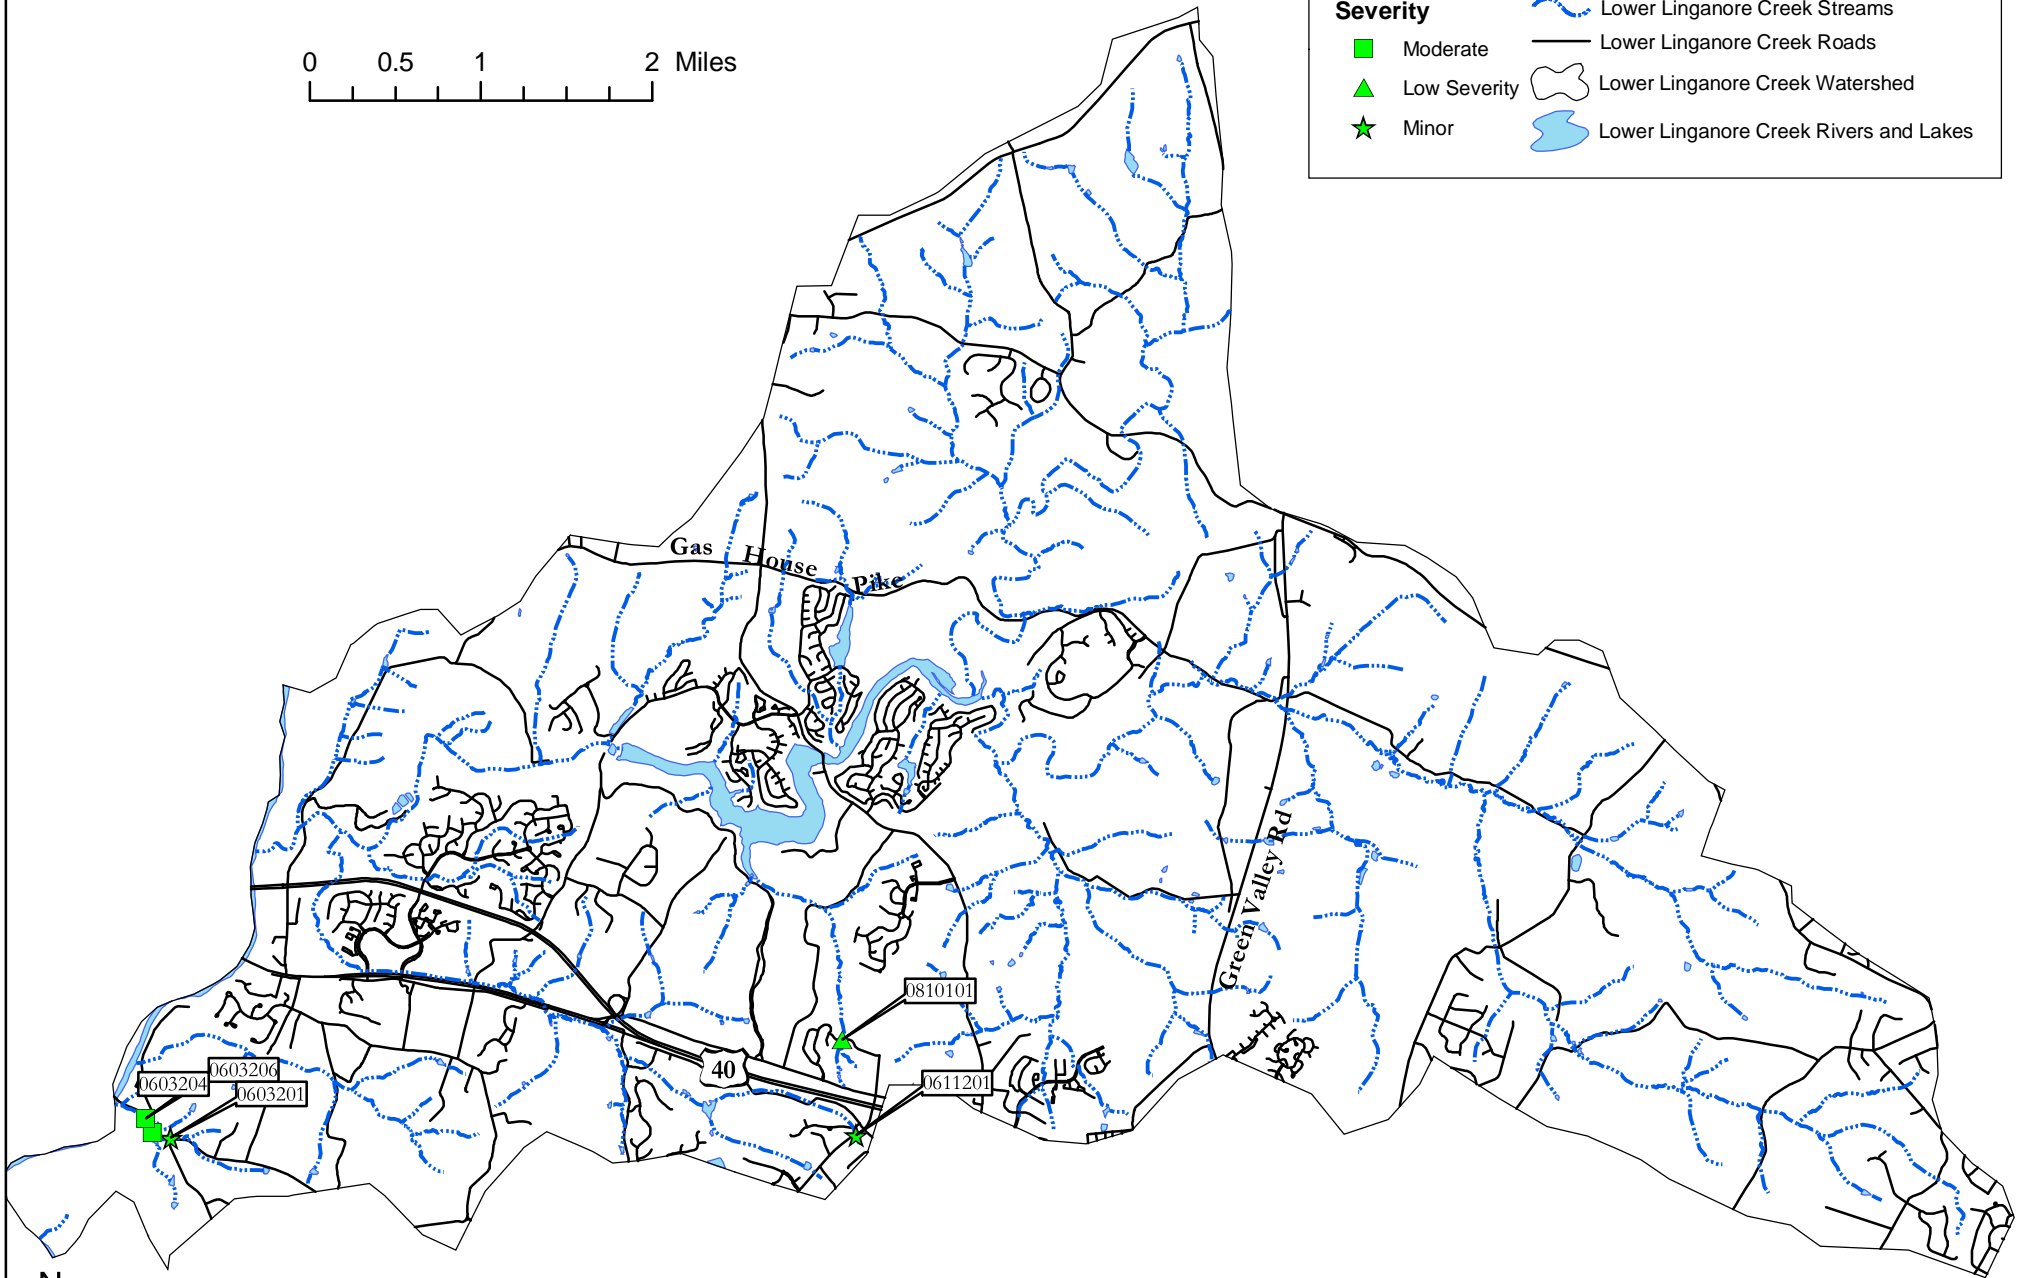 Severity
Moderate
Low Severity
Minor
Lower Linganore Creek Streams
Lower Linganore Creek Roads
Lower Linganore Creek Watershed
Lower Linganore Creek Rivers and Lakes
0 0.5 1 2 Miles
Gas House Pike
Green Valley Rd
0810101
40
0611201
0603206
0603204
0603201
N